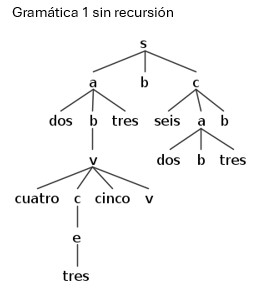 Gramática 1 sin recursión
s
a b c
dos b tres seis a b
v dos b tres
cuatro c cinco v
e
tres